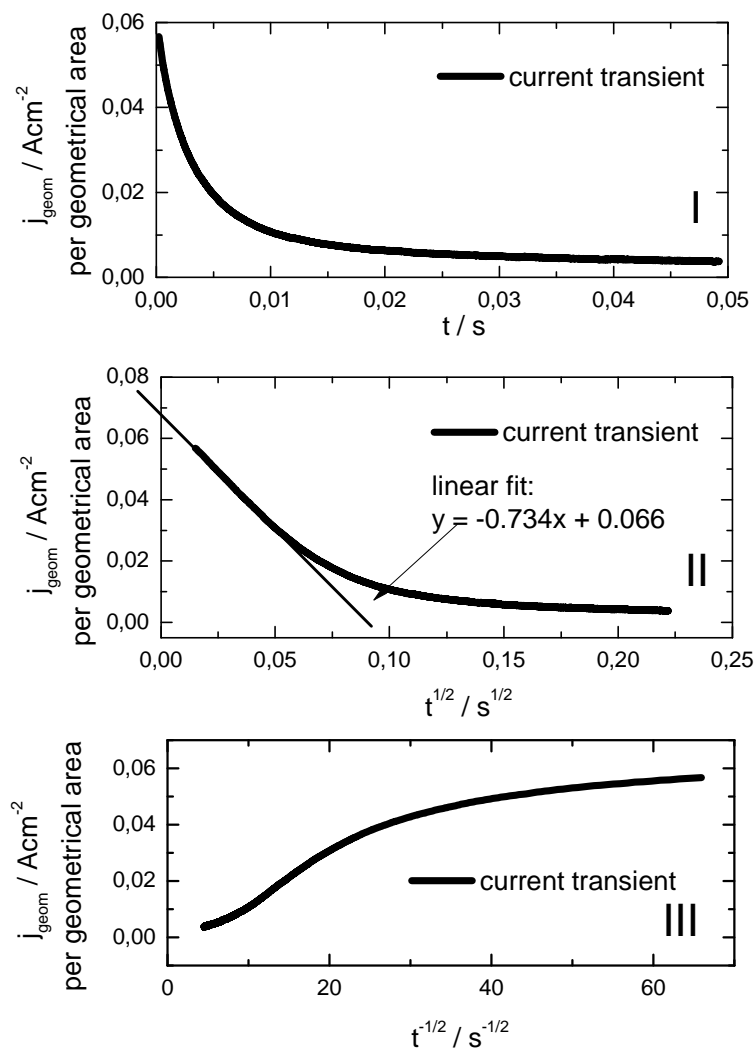 0,06
0,04
0,02
0,00
j_geom / Acm^-2
per geometrical area
current transient
I
0,00 0,01 0,02 0,03 0,04 0,05
t / s
0,08
0,06
0,04
0,02
0,00
j_geom / Acm^-2
per geometrical area
current transient
linear fit:
y = -0.734x + 0.066
II
0,00 0,05 0,10 0,15 0,20 0,25
t^1/2 / s^1/2
0,06
0,04
0,02
0,00
j_geom / Acm^-2
per geometrical area
current transient
III
0 20 40 60
t^-1/2 / s^-1/2